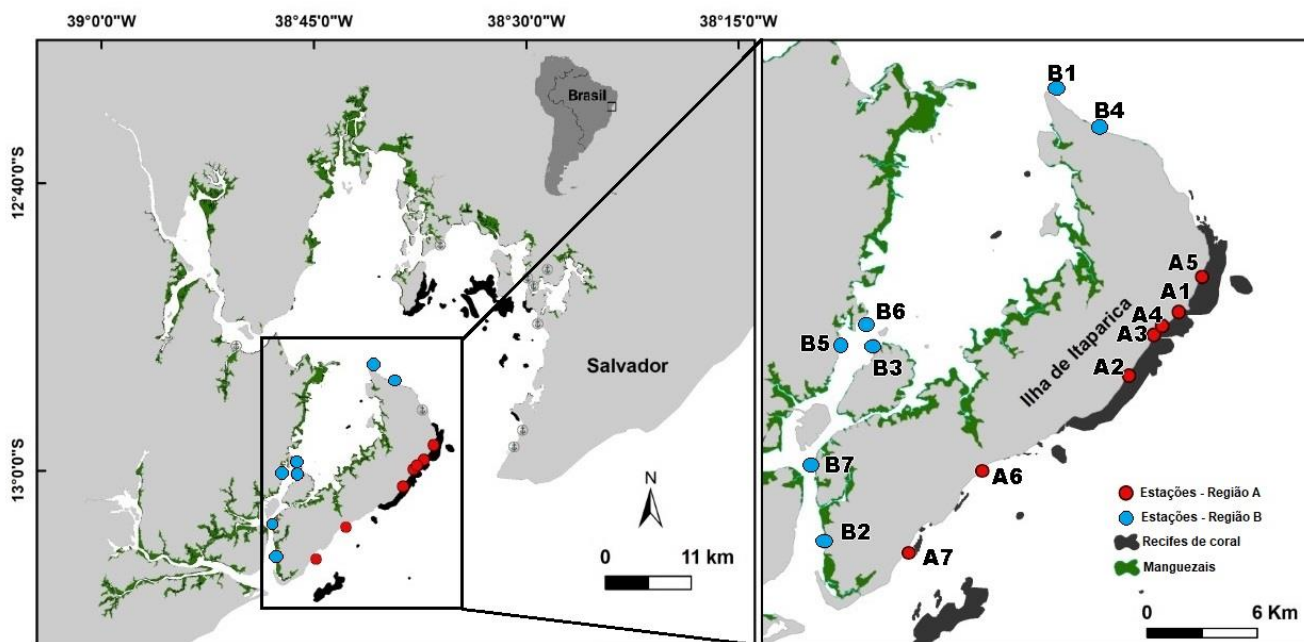 39°0'0"W
38°45'0"W
38°30'0"W
38°15'0"W
12°40'0"S
13°0'0"S
Brasil
Salvador
N
0
11 km
B1
B4
A5
A1
A4
A3
A2
Ilha de Itaparica
B6
B5
B3
B7
A6
B2
A7
Estações - Região A
Estações - Região B
Recifes de coral
Manguezais
0
6 Km